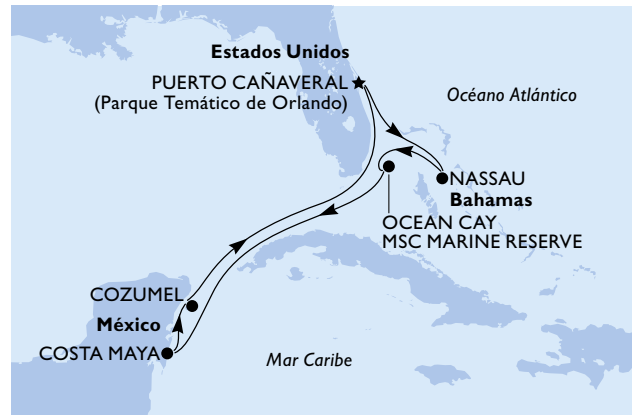 Estados Unidos
PUERTO CAÑAVERAL
(Parque Temático de Orlando)
Océano Atlántico
NASSAU
Bahamas
OCEAN CAY
MSC MARINE RESERVE
COZUMEL
México
COSTA MAYA
Mar Caribe